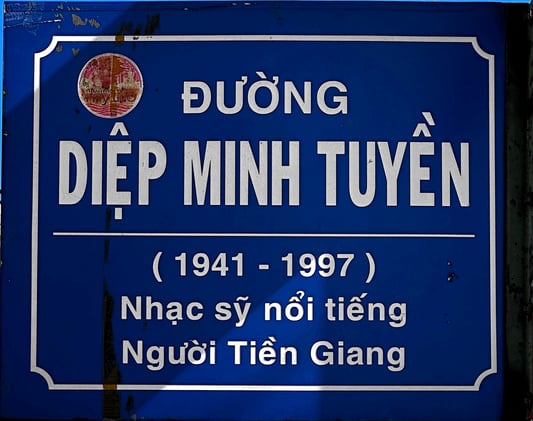 ĐƯỜNG
DIỆP MINH TUYỀN
( 1941 - 1997 )
Nhạc sỹ nổi tiếng
Người Tiền Giang